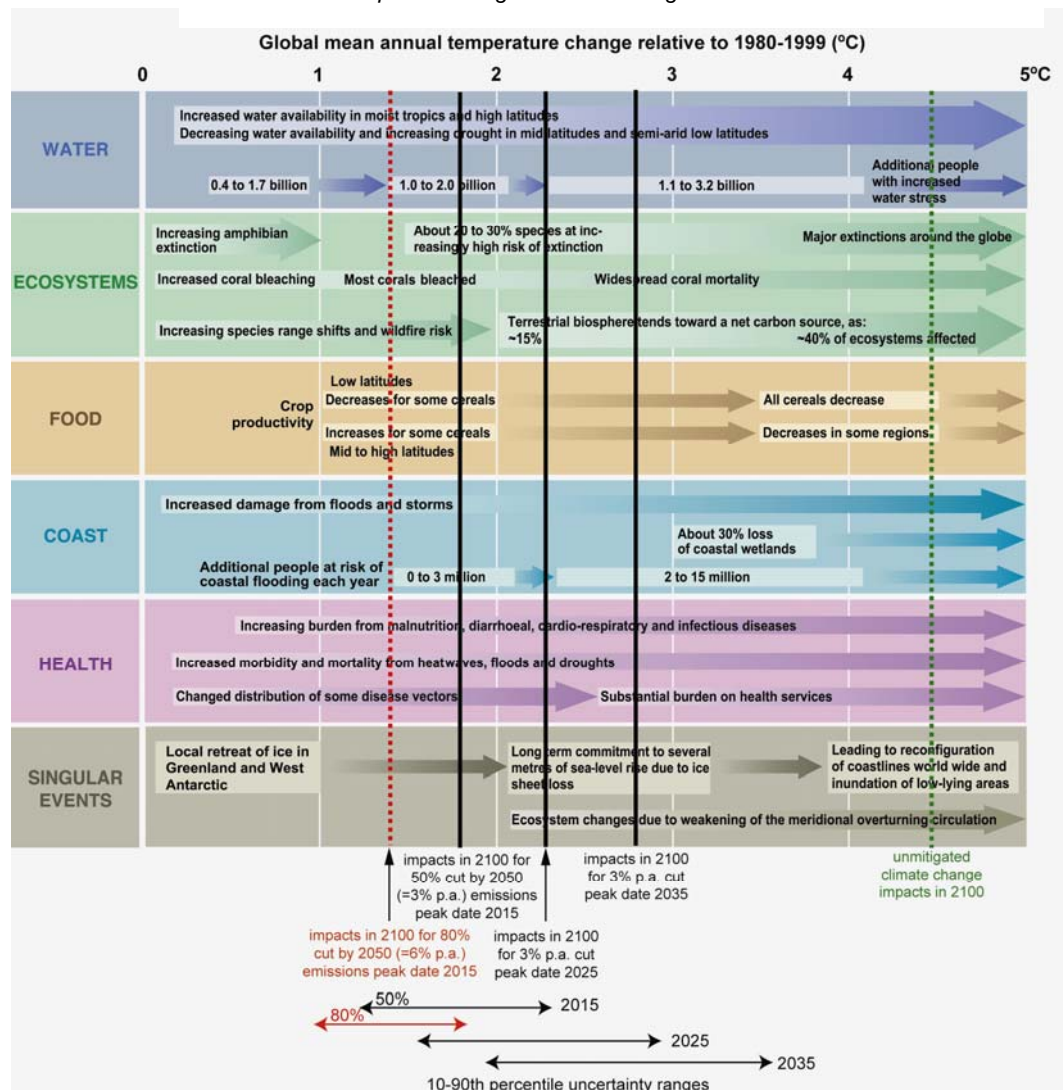 Global mean annual temperature change relative to 1980-1999 (ºC)
0 1 2 3 4 5ºC
WATER
Increased water availability in moist tropics and high latitudes
Decreasing water availability and increasing drought in mid latitudes and semi-arid low latitudes
0.4 to 1.7 billion
1.0 to 2.0 billion
1.1 to 3.2 billion
Additional people
with increased
water stress
ECOSYSTEMS
Increasing amphibian
extinction
About 20 to 30% species at inc-
reasingly high risk of extinction
Major extinctions around the globe
Increased coral bleaching
Most corals bleached
Widespread coral mortality
Increasing species range shifts and wildfire risk
Terrestrial biosphere tends toward a net carbon source, as:
~15%
~40% of ecosystems affected
FOOD
Crop
productivity
Low latitudes
Decreases for some cereals
All cereals decrease
Increases for some cereals
Mid to high latitudes
Decreases in some regions
COAST
Increased damage from floods and storms
About 30% loss
of coastal wetlands
Additional people at risk of
coastal flooding each year
0 to 3 million
2 to 15 million
HEALTH
Increasing burden from malnutrition, diarrhoeal, cardio-respiratory and infectious diseases
Increased morbidity and mortality from heatwaves, floods and droughts
Changed distribution of some disease vectors
Substantial burden on health services
SINGULAR
EVENTS
Local retreat of ice in
Greenland and West
Antarctic
Long term commitment to several
metres of sea-level rise due to ice
sheet loss
Leading to reconfiguration
of coastlines world wide and
inundation of low-lying areas
Ecosystem changes due to weakening of the meridional overturning circulation
impacts in 2100 for
50% cut by 2050
(=3% p.a.) emissions
peak date 2015
impacts in 2100
for 3% p.a. cut
peak date 2035
unmitigated
climate change
impacts in 2100
impacts in 2100 for 80%
cut by 2050 (=6% p.a.)
emissions peak date 2015
impacts in 2100
for 3% p.a. cut
peak date 2025
50%
2015
80%
2025
2035
10-90th percentile uncertainty ranges